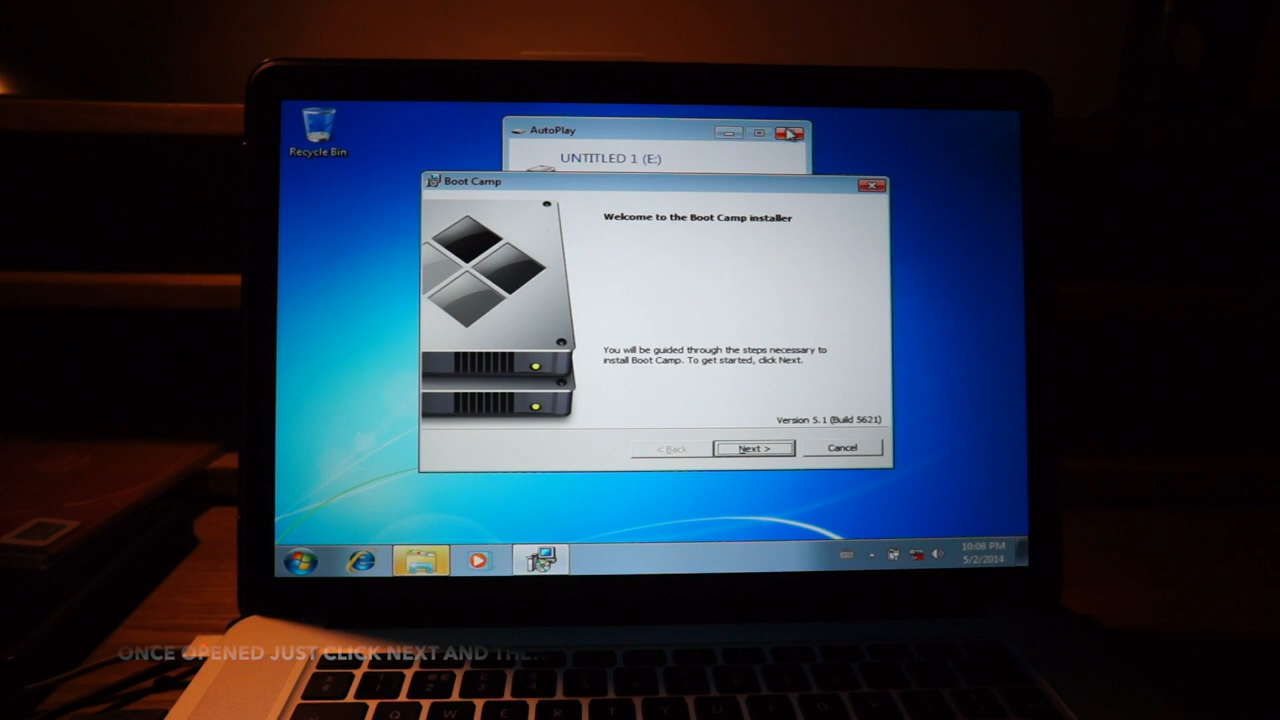 Recycle Bin
AutoPlay
UNTITLED 1 (E:)
Boot Camp
Welcome to the Boot Camp installer
You will be guided through the steps necessary to
install Boot Camp. To get started, click Next.
Version 5.1 (Build 5621)
< Back
Next >
Cancel
10:08 PM
5/2/2014
ONCE OPENED JUST CLICK NEXT AND